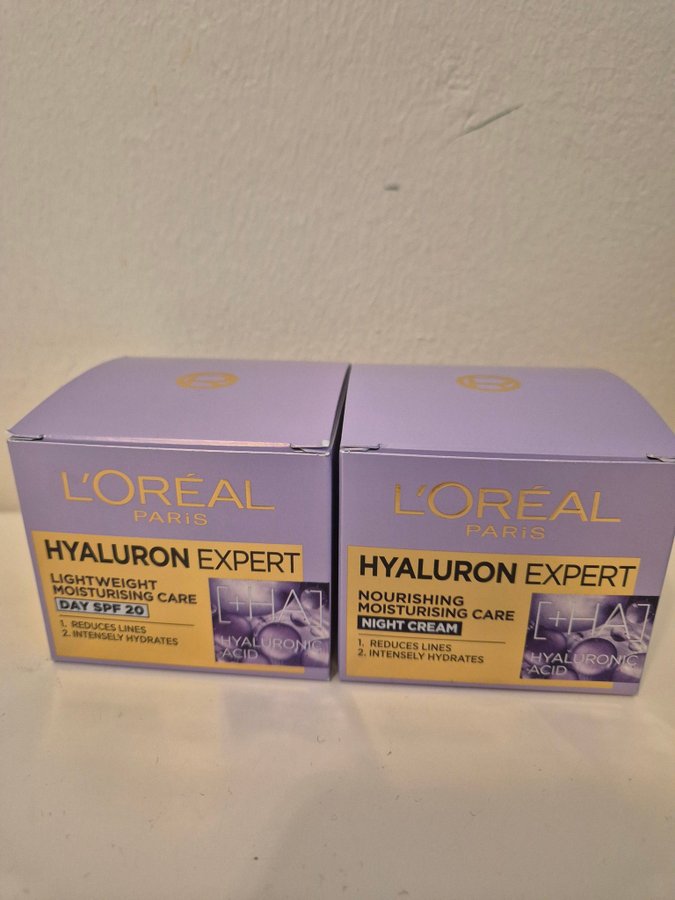 L'ORÉAL
PARiS
HYALURON EXPERT
LIGHTWEIGHT
MOISTURISING CARE
DAY SPF 20
1. REDUCES LINES
2. INTENSELY HYDRATES
[+HA]
HYALURONIC
ACID
L'ORÉAL
PARiS
HYALURON EXPERT
NOURISHING
MOISTURISING CARE
NIGHT CREAM
1. REDUCES LINES
2. INTENSELY HYDRATES
[+HA]
HYALURONIC
ACID